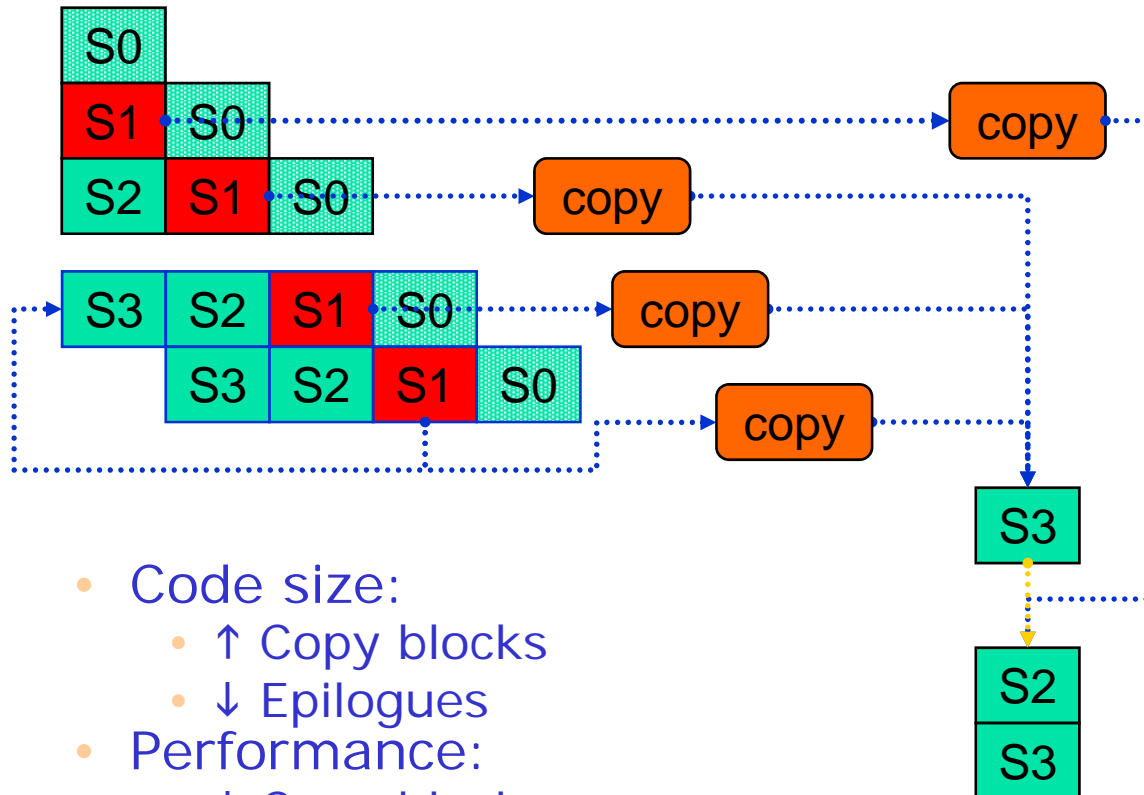 S0
S1 S0 copy
S2 S1 S0 copy
S3 S2 S1 S0 copy
S3 S2 S1 S0
copy
S3
• Code size:
• ↑ Copy blocks
• ↓ Epilogues
S2
• Performance:
S3